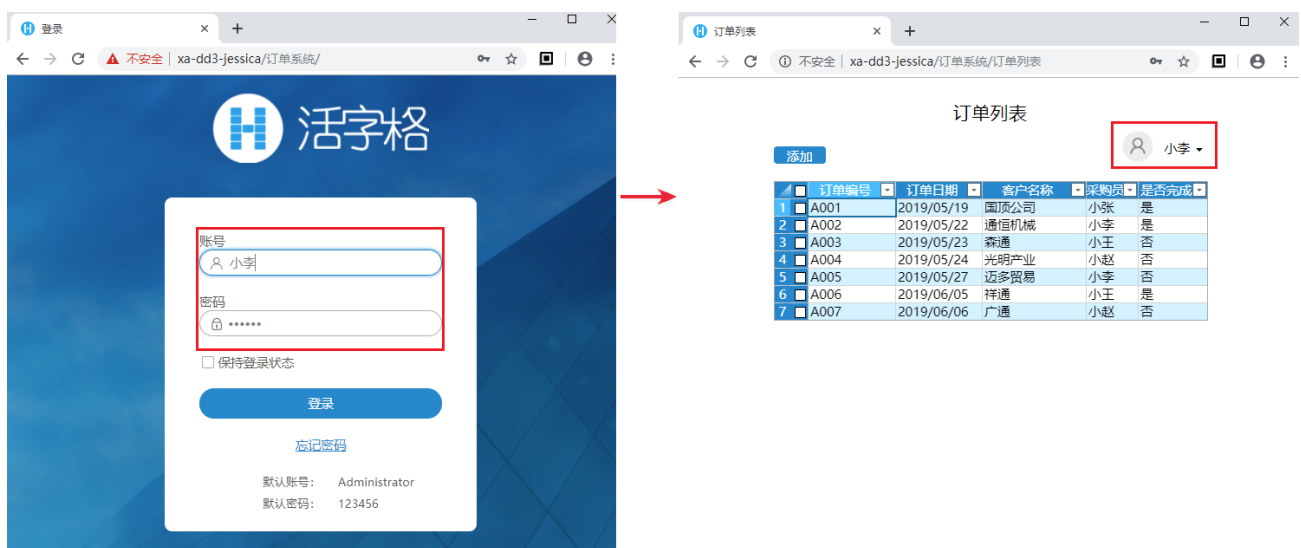 登录
不安全 | xa-dd3-jessica/订单系统/
活字格
账号
小李
密码
••••••
保持登录状态
登录
忘记密码
默认账号： Administrator
默认密码： 123456
订单列表
不安全 | xa-dd3-jessica/订单系统/订单列表
订单列表
小李
添加
订单编号 订单日期 客户名称 采购员 是否完成
1 A001 2019/05/19 国顶公司 小张 是
2 A002 2019/05/22 通恒机械 小李 是
3 A003 2019/05/23 森通 小王 否
4 A004 2019/05/24 光明产业 小赵 否
5 A005 2019/05/27 迈多贸易 小李 否
6 A006 2019/06/05 祥通 小王 是
7 A007 2019/06/06 广通 小赵 否